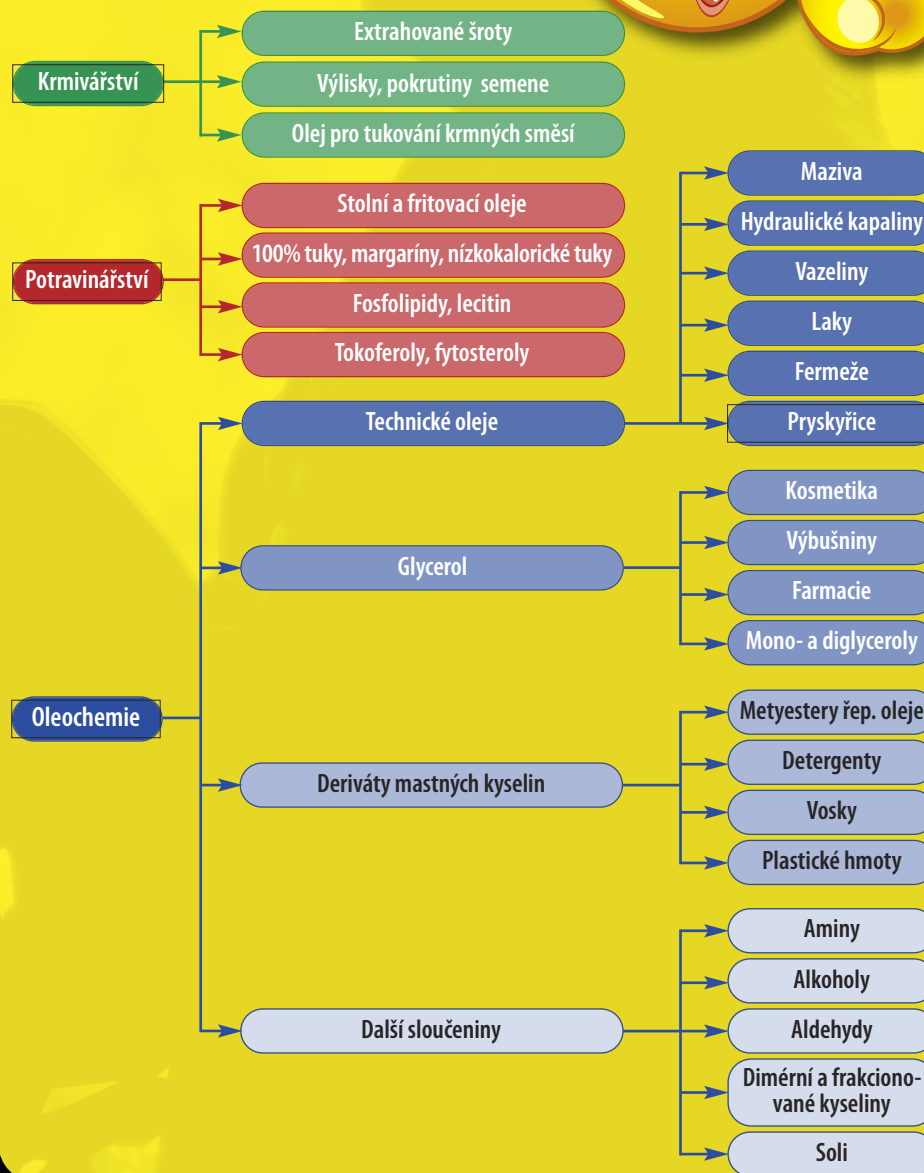 Krmivářství
Extrahované šroty
Výlisky, pokrutiny semene
Olej pro tukování krmných směsí
Potravinářství
Stolní a fritovací oleje
100% tuky, margaríny, nízkokalorické tuky
Fosfolipidy, lecitin
Tokoferoly, fytosteroly
Oleochemie
Technické oleje
Maziva
Hydraulické kapaliny
Vazeliny
Laky
Fermeže
Pryskyřice
Glycerol
Kosmetika
Výbušniny
Farmacie
Mono- a diglyceroly
Deriváty mastných kyselin
Metyestery řep. oleje
Detergenty
Vosky
Plastické hmoty
Další sloučeniny
Aminy
Alkoholy
Aldehydy
Dimérní a frakciono-
vané kyseliny
Soli